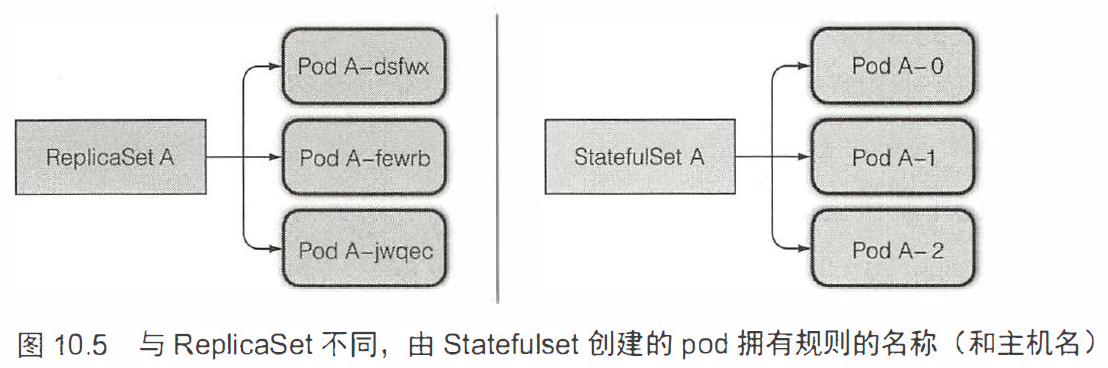 ReplicaSet A
Pod A-dsfwx
Pod A-fewrb
Pod A-jwqec
StatefulSet A
Pod A-0
Pod A-1
Pod A-2
图 10.5 与 ReplicaSet 不同，由 Statefulset 创建的 pod 拥有规则的名称（和主机名）